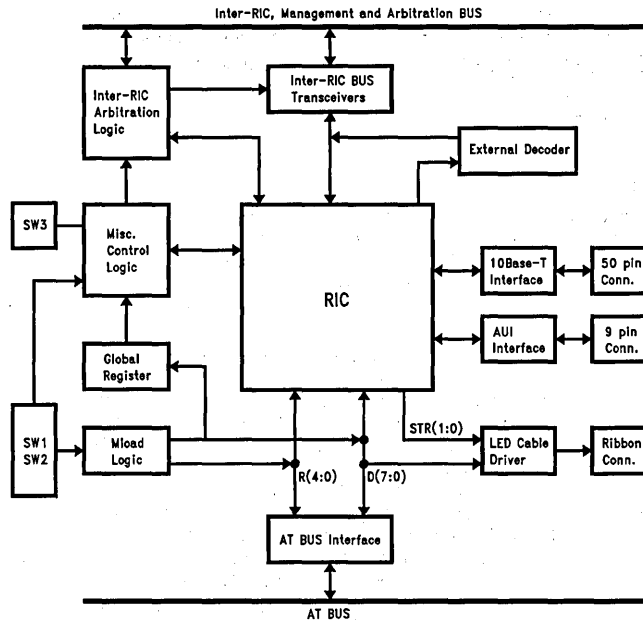 Inter-RIC, Management and Arbitration BUS
Inter-RIC
Arbitration
Logic
Inter-RIC BUS
Transceivers
External Decoder
SW3
Misc.
Control
Logic
RIC
10Base-T
Interface
50 pin
Conn.
AUI
Interface
9 pin
Conn.
Global
Register
SW1
SW2
Mload
Logic
STR(1:0)
R(4:0)
D(7:0)
LED Cable
Driver
Ribbon
Conn.
AT BUS Interface
AT BUS